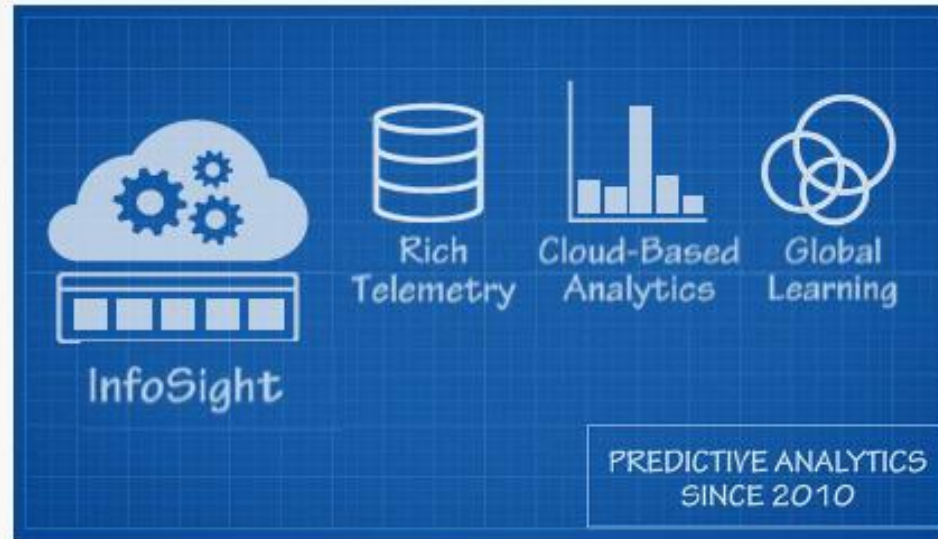 InfoSight
Rich
Telemetry
Cloud-Based
Analytics
Global
Learning
PREDICTIVE ANALYTICS
SINCE 2010